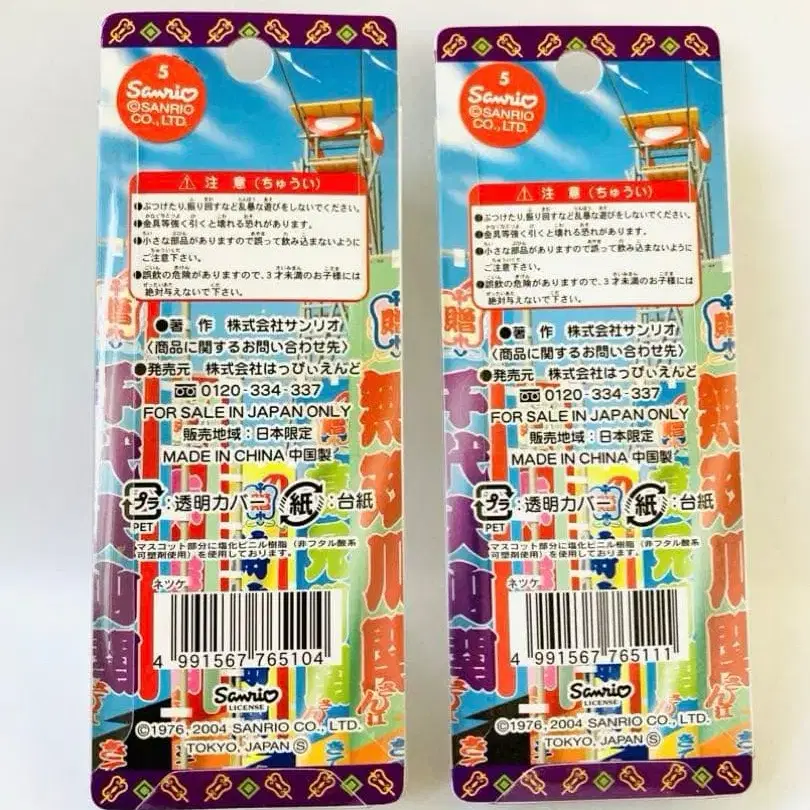 5
Sanrio
©SANRIO
CO., LTD.
⚠注 意(ちゅうい)
●ぶつけたり、振り回すなど乱暴な遊びをしないでください。
●金具等強く引くと壊れる恐れがあります。
●小さな部品がありますので誤って飲み込まないように
ご注意下さい。
●誤飲の危険がありますので、3才未満のお子様には
絶対与えないで下さい。
●著 作 株式会社サンリオ
〈商品に関するお問い合わせ先〉
●発売元 株式会社はっぴぃえんど
0120-334-337
FOR SALE IN JAPAN ONLY
販売地域:日本限定
MADE IN CHINA 中国製
プラ:透明カバー 紙:台紙
PET
マスコット部分に塩化ビニル樹脂(非フタル酸系
可塑剤使用)を使用しております。
ネツケ
4 991567 765104
Sanrio
LICENSE
©1976, 2004 SANRIO CO., LTD.
TOKYO, JAPAN Ⓢ
5
Sanrio
©SANRIO
CO., LTD.
⚠注 意(ちゅうい)
●ぶつけたり、振り回すなど乱暴な遊びをしないでください。
●金具等強く引くと壊れる恐れがあります。
●小さな部品がありますので誤って飲み込まないように
ご注意下さい。
●誤飲の危険がありますので、3才未満のお子様には
絶対与えないで下さい。
●著 作 株式会社サンリオ
〈商品に関するお問い合わせ先〉
●発売元 株式会社はっぴぃえんど
0120-334-337
FOR SALE IN JAPAN ONLY
販売地域:日本限定
MADE IN CHINA 中国製
プラ:透明カバー 紙:台紙
PET
マスコット部分に塩化ビニル樹脂(非フタル酸系
可塑剤使用)を使用しております。
ネツケ
4 991567 765111
Sanrio
LICENSE
©1976, 2004 SANRIO CO., LTD.
TOKYO, JAPAN Ⓢ